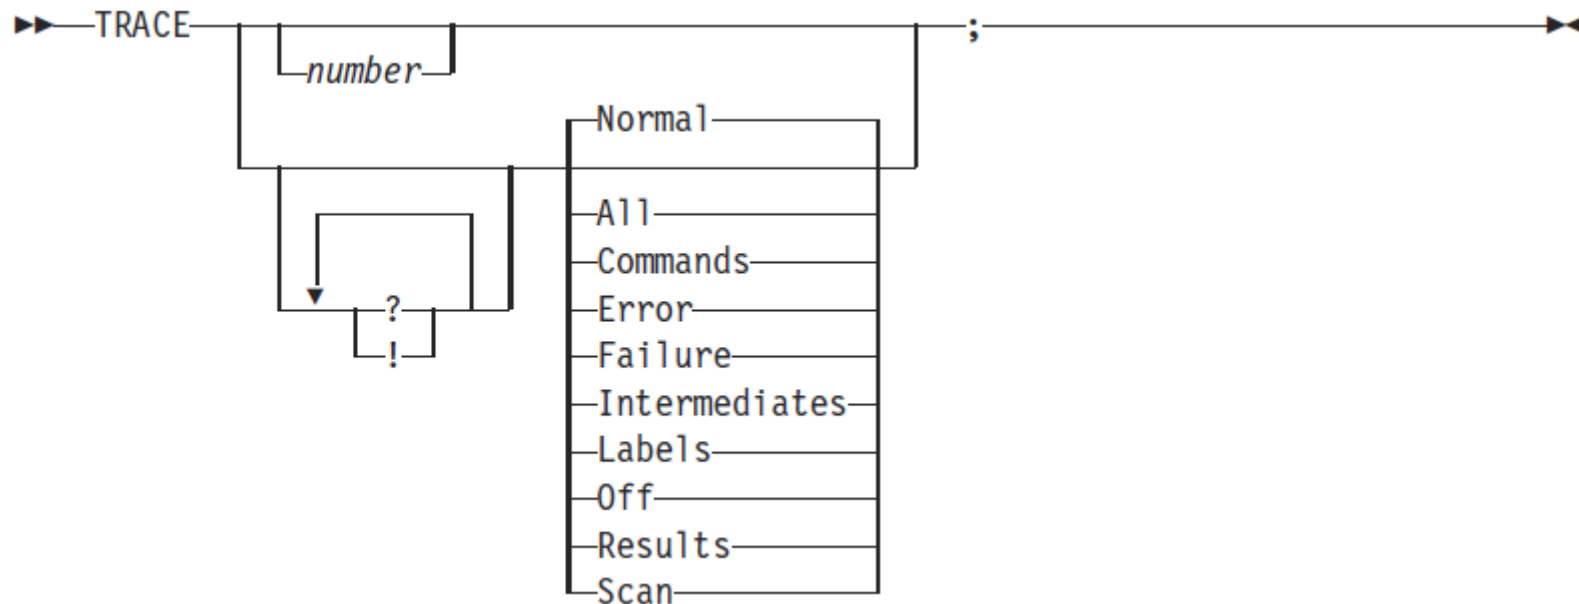 TRACE ;
number
Normal
All
Commands
? Error
! Failure
Intermediates
Labels
Off
Results
Scan